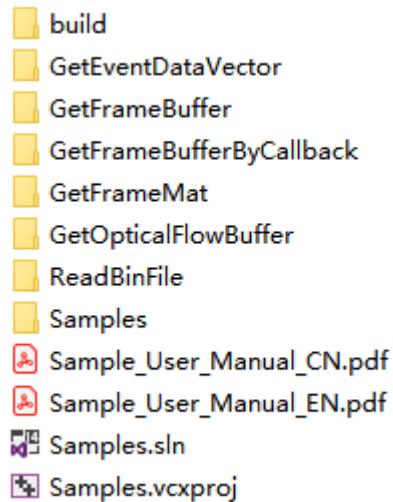 build
GetEventDataVector
GetFrameBuffer
GetFrameBufferByCallback
GetFrameMat
GetOpticalFlowBuffer
ReadBinFile
Samples
Sample_User_Manual_CN.pdf
Sample_User_Manual_EN.pdf
Samples.sln
Samples.vcxproj